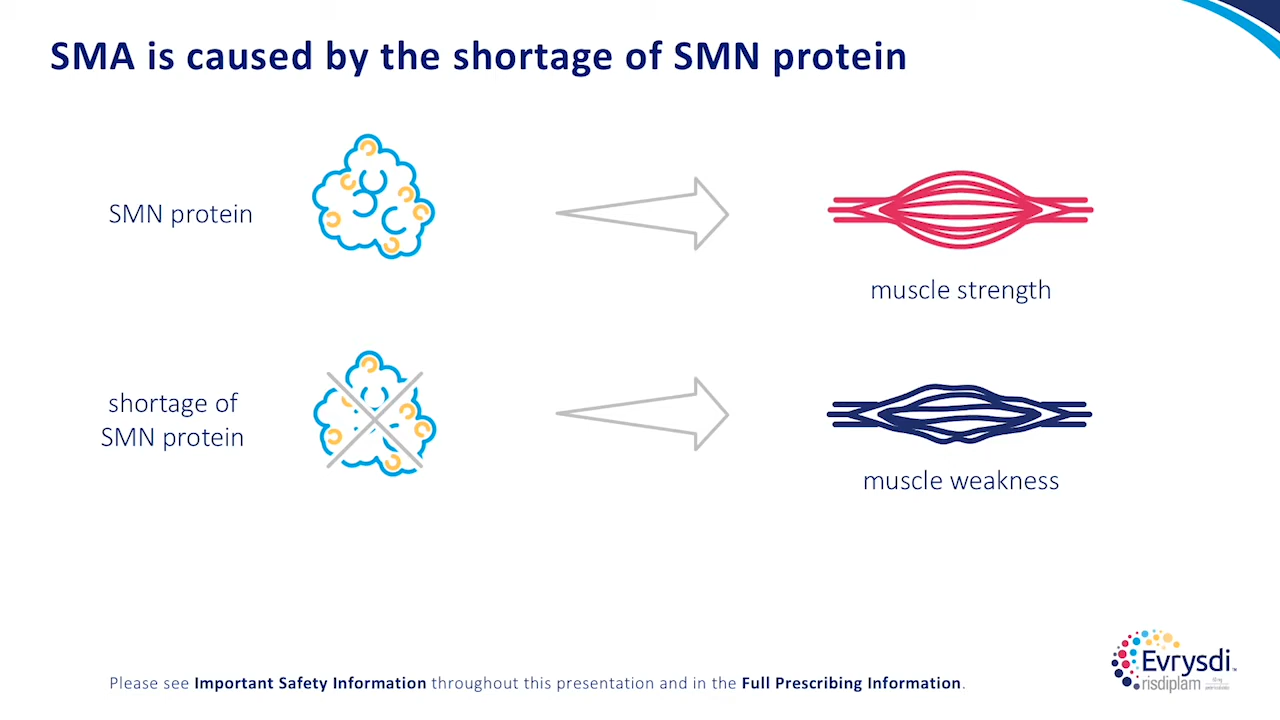 SMA is caused by the shortage of SMN protein
SMN protein
muscle strength
shortage of
SMN protein
muscle weakness
Evrysdi™
risdiplam
Please see Important Safety Information throughout this presentation and in the Full Prescribing Information.